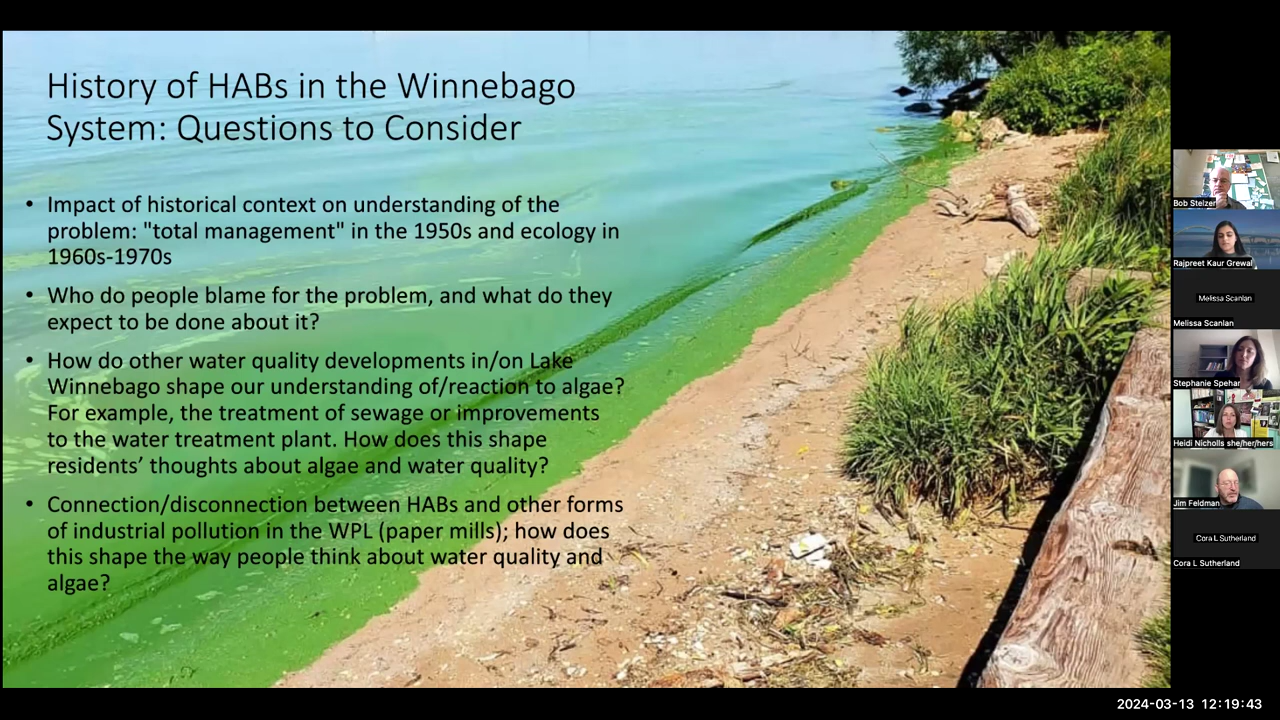 History of HABs in the Winnebago
System: Questions to Consider
• Impact of historical context on understanding of the
problem: "total management" in the 1950s and ecology in
1960s-1970s
• Who do people blame for the problem, and what do they
expect to be done about it?
• How do other water quality developments in/on Lake
Winnebago shape our understanding of/reaction to algae?
For example, the treatment of sewage or improvements
to the water treatment plant. How does this shape
residents’ thoughts about algae and water quality?
• Connection/disconnection between HABs and other forms
of industrial pollution in the WPL (paper mills); how does
this shape the way people think about water quality and
algae?
Bob Stelzer
Rajpreet Kaur Grewal
Melissa Scanlan
Melissa Scanlan
Stephanie Spehar
Heidi Nicholls she/her/hers
Jim Feldman
Cora L Sutherland
Cora L Sutherland
2024-03-13 12:19:43